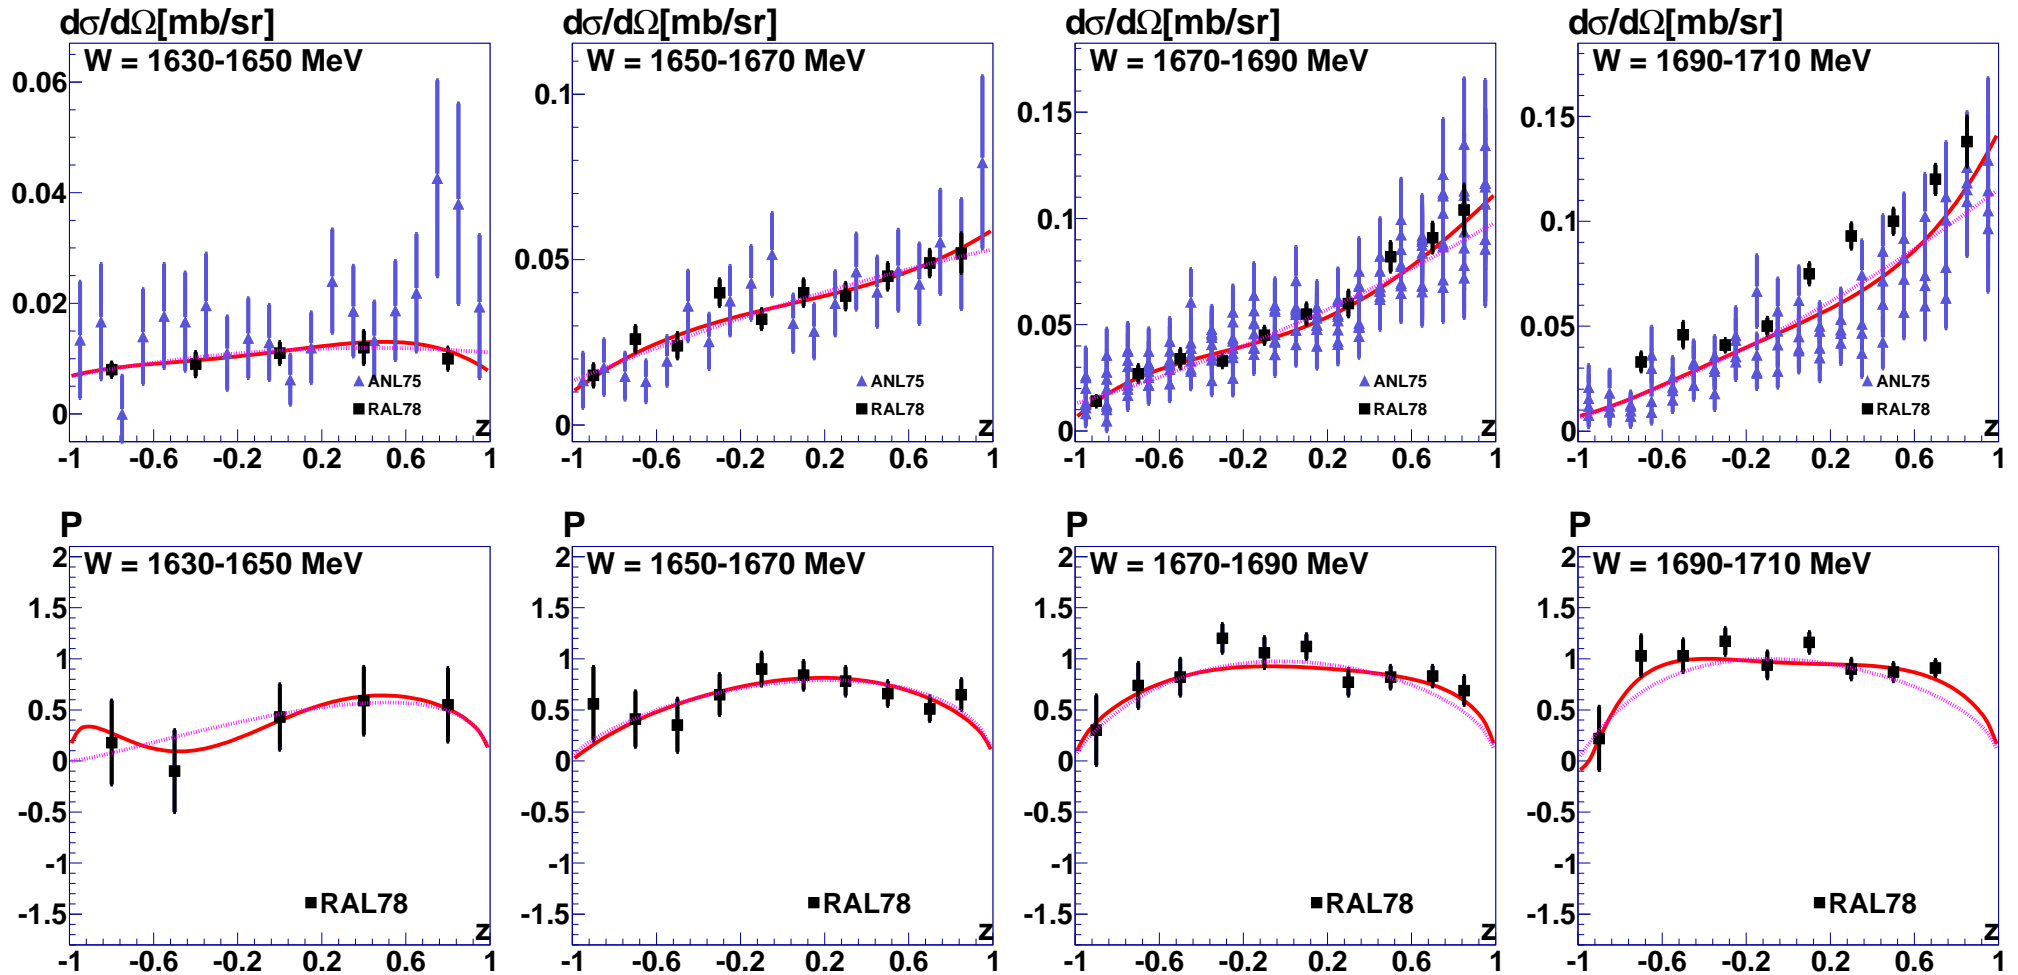 dσ/dΩ[mb/sr] dσ/dΩ[mb/sr] dσ/dΩ[mb/sr] dσ/dΩ[mb/sr]
W = 1630-1650 MeV W = 1650-1670 MeV W = 1670-1690 MeV W = 1690-1710 MeV
0.06 0.1 0.15 0.15
0.04 0.05 0.1 0.1
0.02 0 0.05 0.05
0 0 0
ANL75 ANL75 ANL75 ANL75
RAL78 RAL78 RAL78 RAL78
z z z z
-1 -0.6 -0.2 0.2 0.6 1 -1 -0.6 -0.2 0.2 0.6 1 -1 -0.6 -0.2 0.2 0.6 1 -1 -0.6 -0.2 0.2 0.6 1
P P P P
2 W = 1630-1650 MeV 2 W = 1650-1670 MeV 2 W = 1670-1690 MeV 2 W = 1690-1710 MeV
1.5 1.5 1.5 1.5
1 1 1 1
0.5 0.5 0.5 0.5
0 0 0 0
-0.5 -0.5 -0.5 -0.5
-1 -1 -1 -1
-1.5 RAL78 -1.5 RAL78 -1.5 RAL78 -1.5 RAL78
z z z z
-1 -0.6 -0.2 0.2 0.6 1 -1 -0.6 -0.2 0.2 0.6 1 -1 -0.6 -0.2 0.2 0.6 1 -1 -0.6 -0.2 0.2 0.6 1